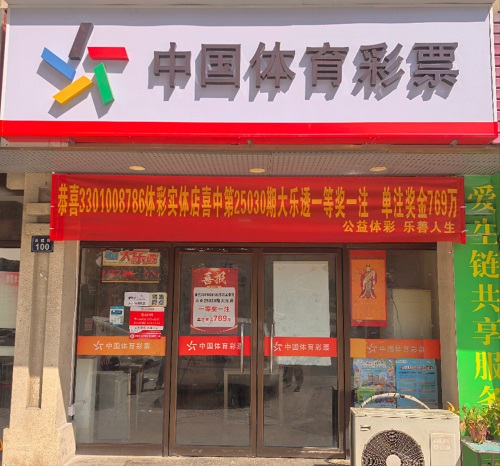 中国体育彩票
恭喜3301008786体彩实体店喜中第25030期大乐透一等奖一注 单注奖金769万
公益体彩 乐善人生
100
大乐透
喜报
一等奖一注
769万
中国体育彩票
中国体育彩票
中国体育彩票
中国体育彩票
爱生链共享服务